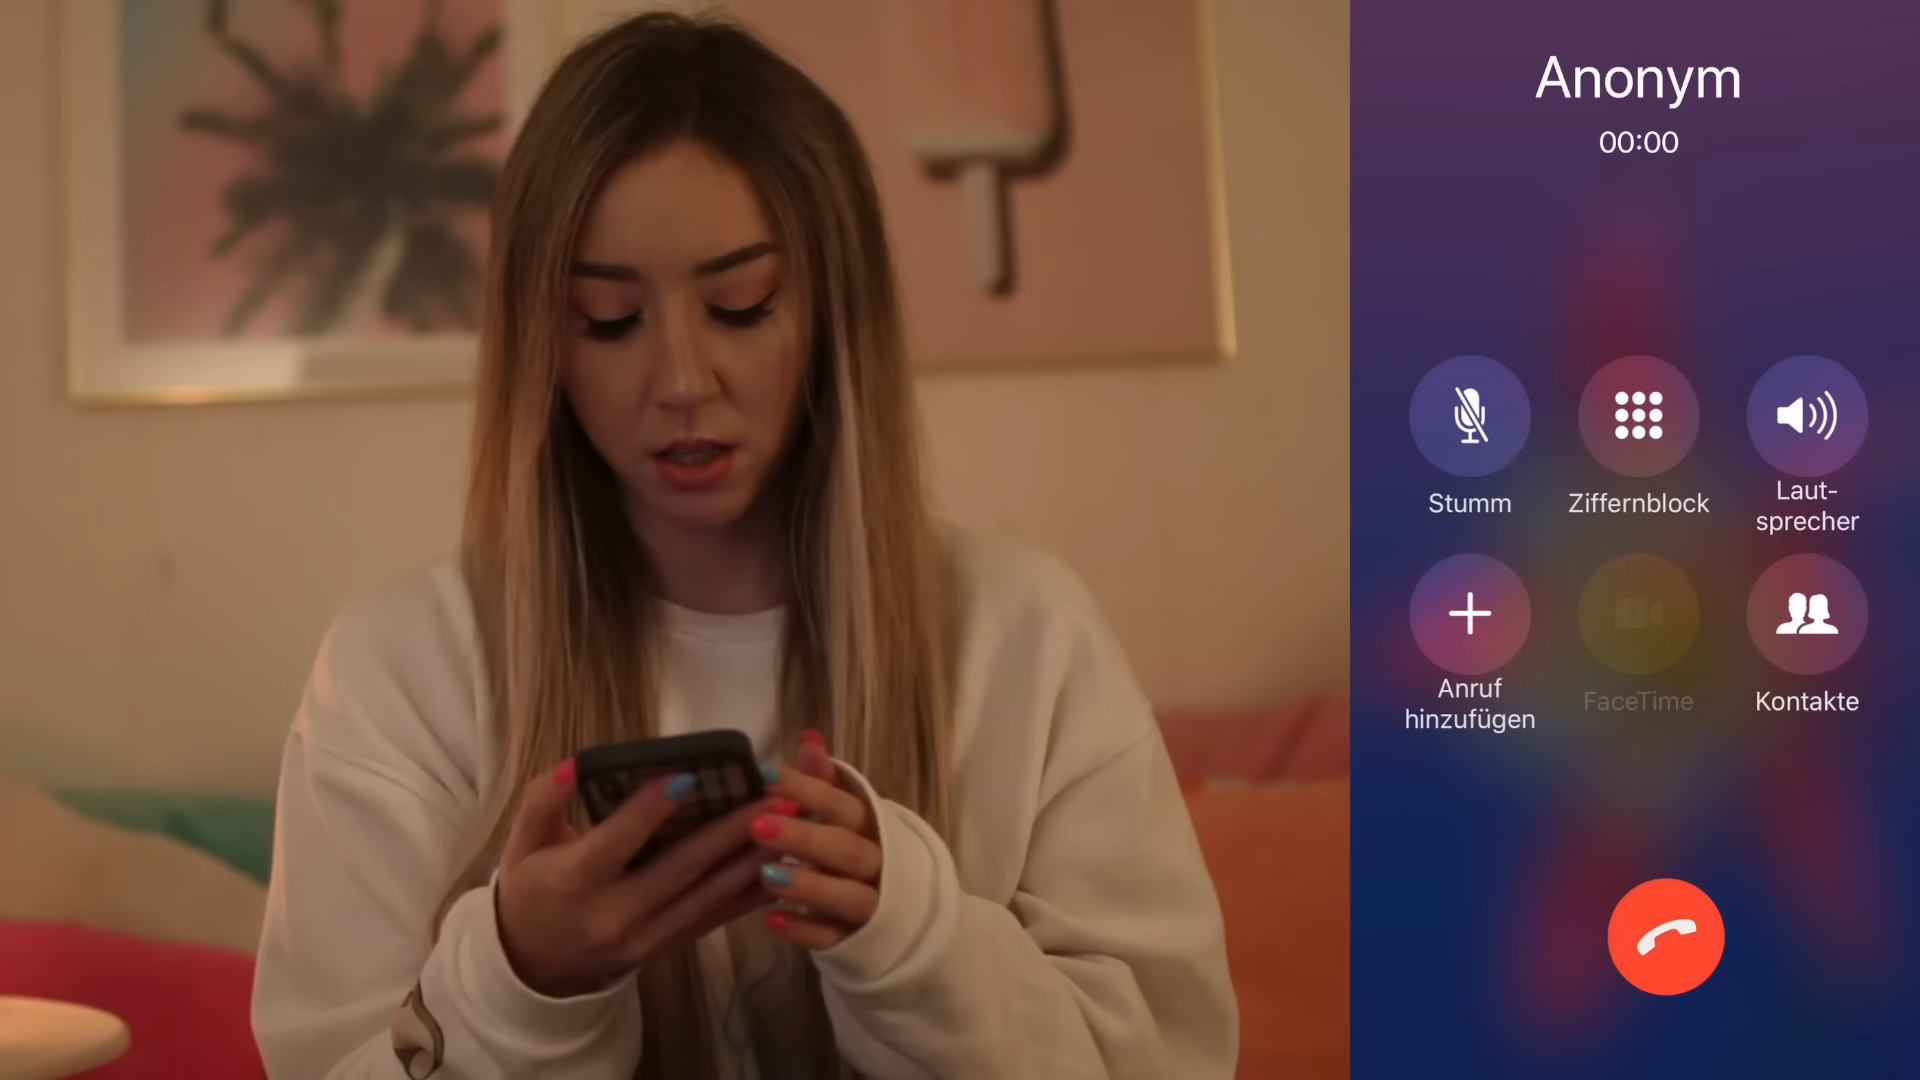 Anonym
00:00
Stumm
Ziffernblock
Laut-
sprecher
Anruf
hinzufügen
FaceTime
Kontakte